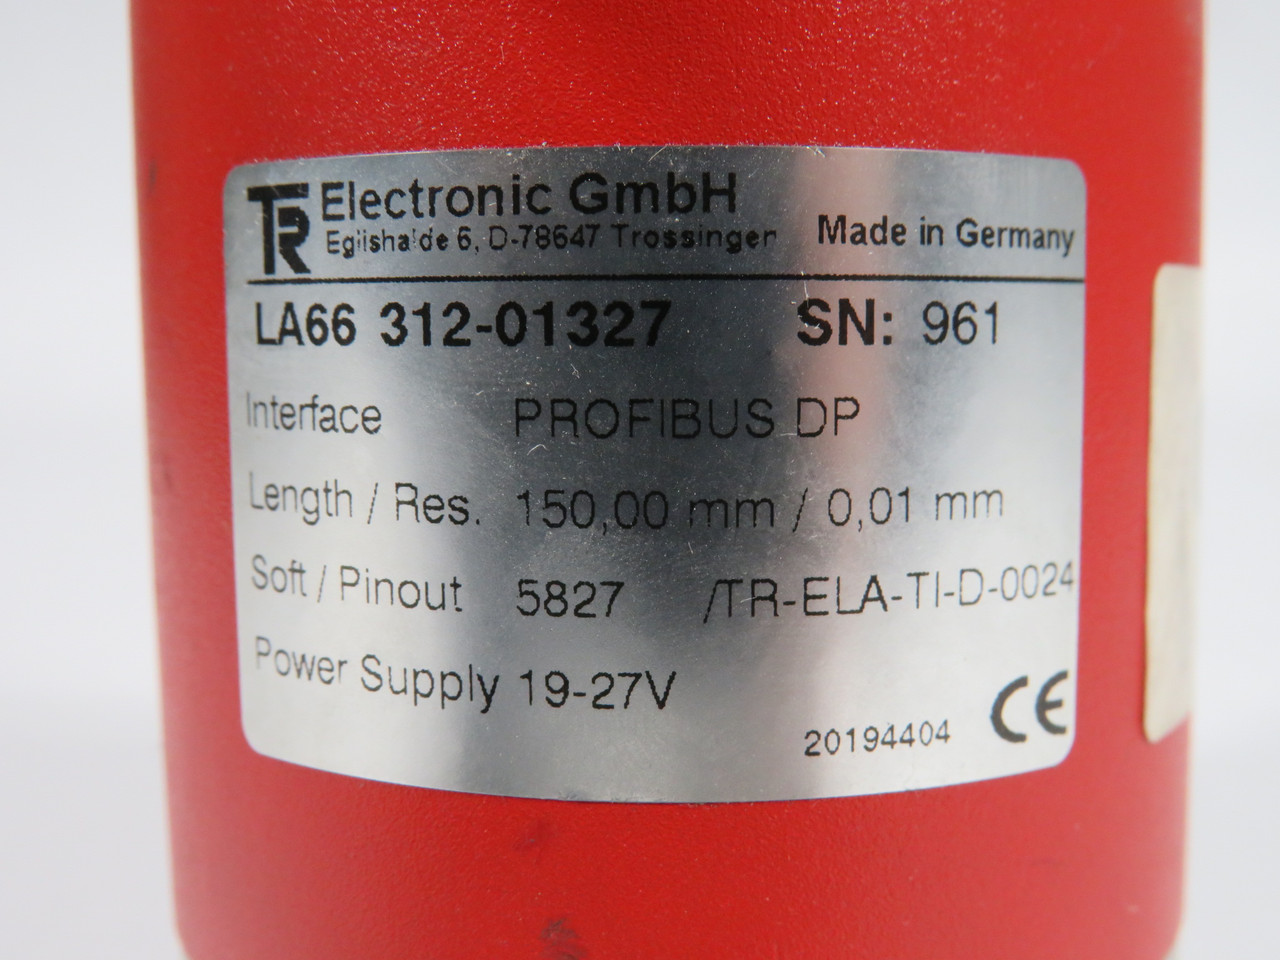 TR Electronic GmbH
Eglishalde 6, D-78647 Trossingen Made in Germany
LA66 312-01327 SN: 961
Interface PROFIBUS DP
Length / Res. 150,00 mm / 0,01 mm
Soft / Pinout 5827 /TR-ELA-TI-D-0024
Power Supply 19-27V
20194404 CE